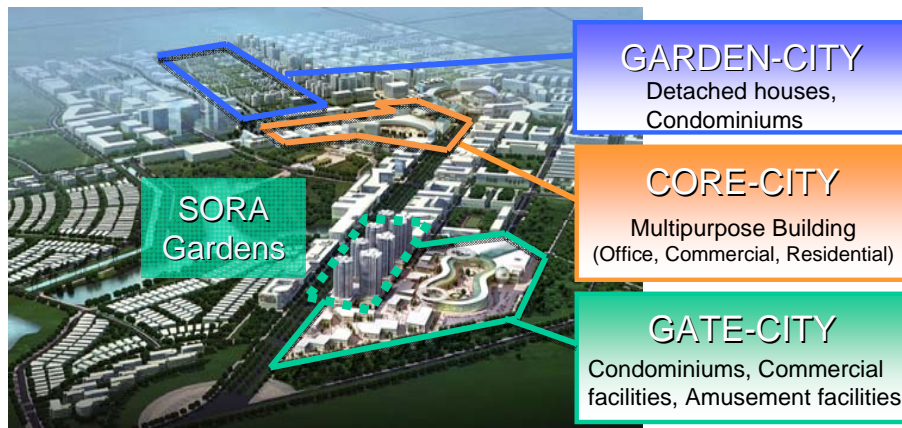 GARDEN-CITY
Detached houses,
Condominiums
CORE-CITY
Multipurpose Building
(Office, Commercial, Residential)
SORA
Gardens
GATE-CITY
Condominiums, Commercial
facilities, Amusement facilities